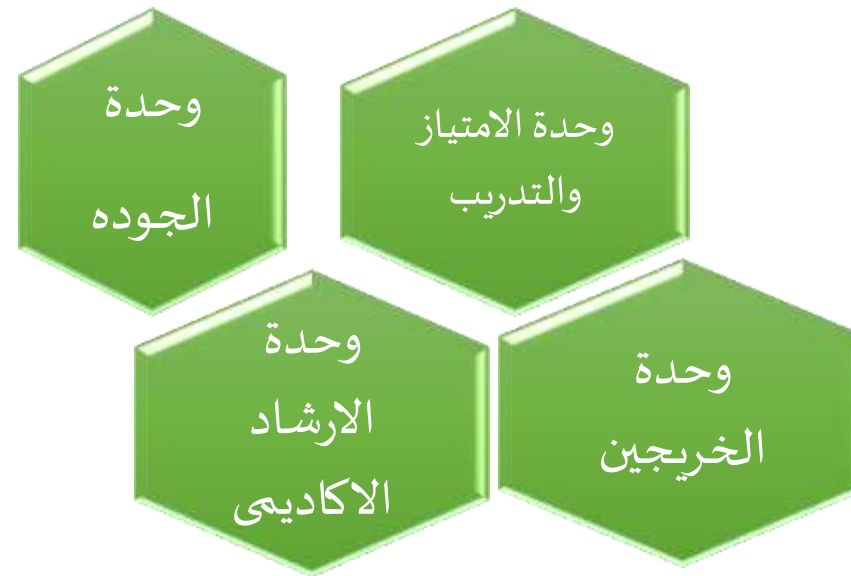 وحدة الامتياز
والتدريب
وحدة
الجوده
وحدة
الخريجين
وحدة
الارشاد
الاكاديمى